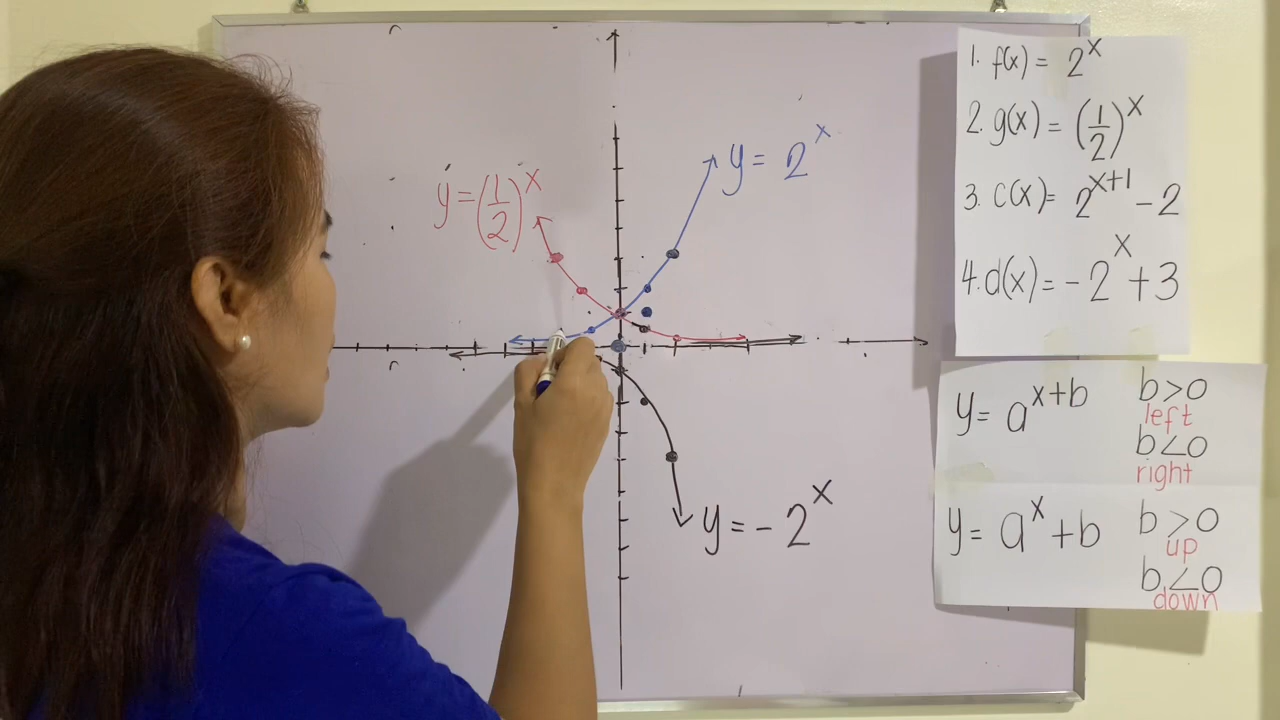 y = (1/2)^x
y = 2^x
y = -2^x
1. f(x) = 2^x
2. g(x) = (1/2)^x
3. c(x) = 2^x+1 - 2
4. d(x) = -2^x + 3
y = a^x+b
b>0
left
b<0
right
y = a^x + b
b>0
up
b<0
down